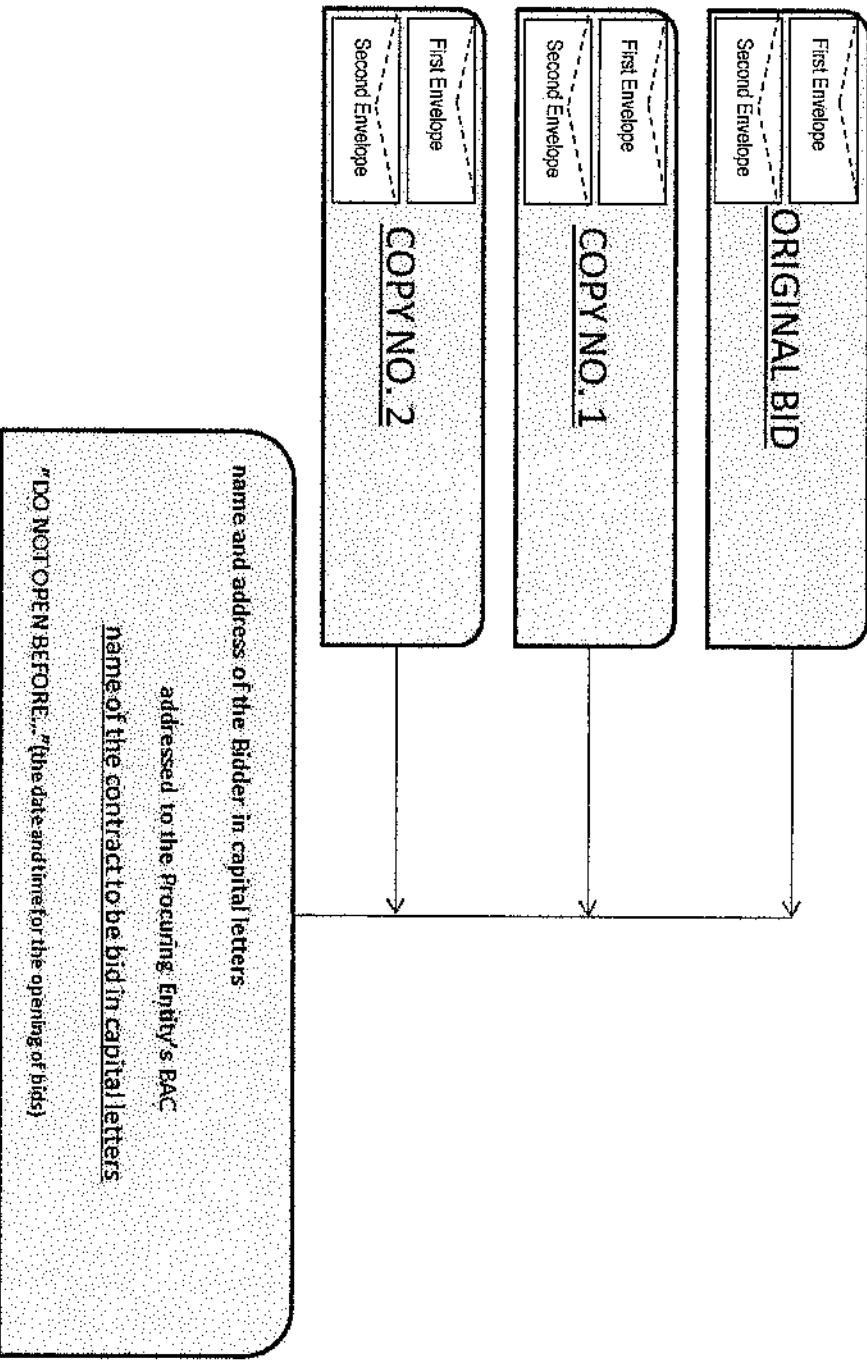 First Envelope
Second Envelope
ORIGINAL BID
First Envelope
Second Envelope
COPY NO. 1
First Envelope
Second Envelope
COPY NO. 2
name and address of the Bidder in capital letters
addressed to the Procuring Entity's BAC
name of the contract to be bid in capital letters
"DO NOT OPEN BEFORE..." (the date and time for the opening of bids)